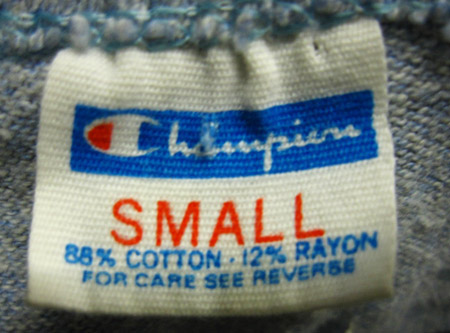 Champion
SMALL
88% COTTON · 12% RAYON
FOR CARE SEE REVERSE